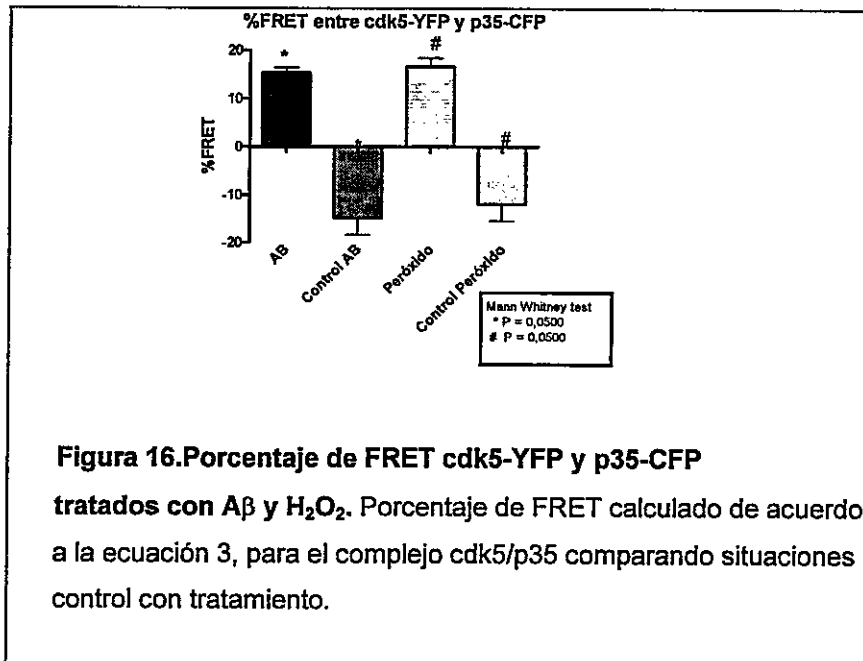 %FRET entre cdk5-YFP y p35-CFP
%FRET
20
10
0
-10
-20
*
*
#
#
AB
Control AB
Peróxido
Control Peróxido
Mann Whitney test
* P = 0,0500
# P = 0,0500
Figura 16.Porcentaje de FRET cdk5-YFP y p35-CFP
tratados con Aβ y H₂O₂. Porcentaje de FRET calculado de acuerdo
a la ecuación 3, para el complejo cdk5/p35 comparando situaciones
control con tratamiento.